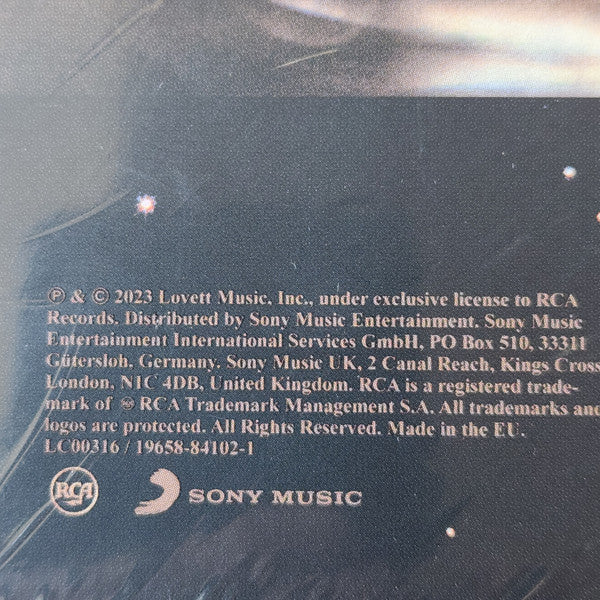 ℗ & © 2023 Lovett Music, Inc., under exclusive license to RCA
Records. Distributed by Sony Music Entertainment. Sony Music
Entertainment International Services GmbH, PO Box 510, 33311
Gütersloh, Germany. Sony Music UK, 2 Canal Reach, Kings Cross
London, N1C 4DB, United Kingdom. RCA is a registered trade-
mark of ® RCA Trademark Management S.A. All trademarks and
logos are protected. All Rights Reserved. Made in the EU.
LC00316 / 19658-84102-1
RCA SONY MUSIC